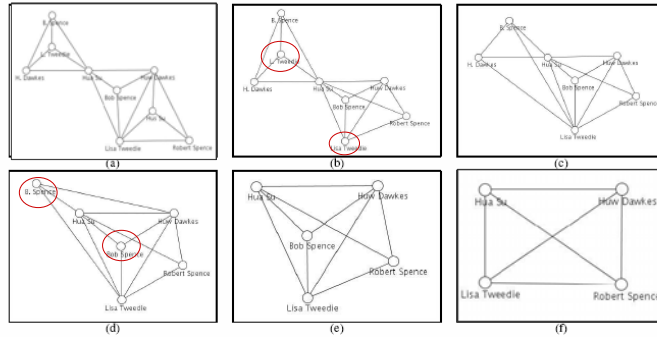 B. Spence
L. Tweedie
H. Dawkes
Hua Su
Huw Dawkes
Bob Spence
Huo Su
Lisa Tweedie
Robert Spence
(a)
B. Spence
L. Tweedie
H. Dawkes
Hua Su
Huw Dawkes
Bob Spence
Robert Spence
Lisa Tweedie
(b)
B. Spence
H. Dawkes
Hua Su
Huw Dawkes
Bob Spence
Robert Spence
Lisa Tweedie
(c)
B. Spence
Hua Su
Huw Dawkes
Bob Spence
Robert Spence
Lisa Tweedie
(d)
Hua Su
Huw Dawkes
Bob Spence
Robert Spence
Lisa Tweedie
(e)
Hua Su
Huw Dawkes
Lisa Tweedie
Robert Spence
(f)